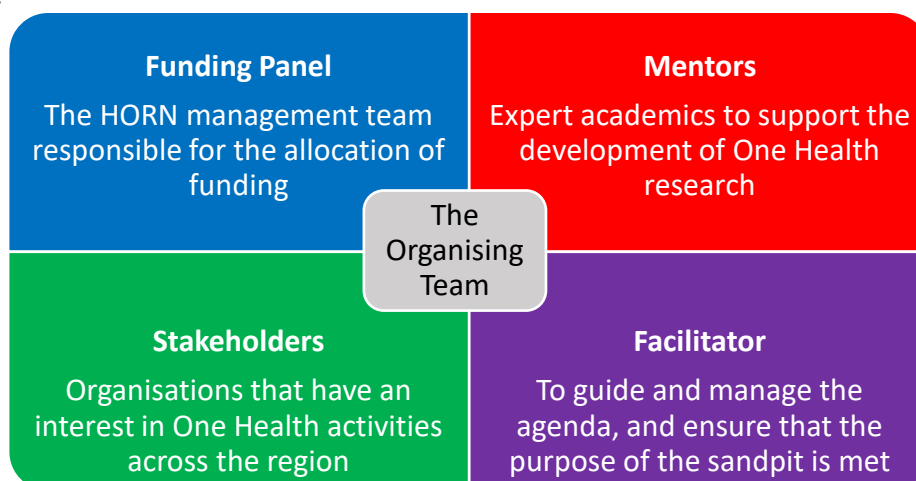 Funding Panel
The HORN management team
responsible for the allocation of
funding
Mentors
Expert academics to support the
development of One Health
research
The
Organising
Team
Stakeholders
Organisations that have an
interest in One Health activities
across the region
Facilitator
To guide and manage the
agenda, and ensure that the
purpose of the sandpit is met